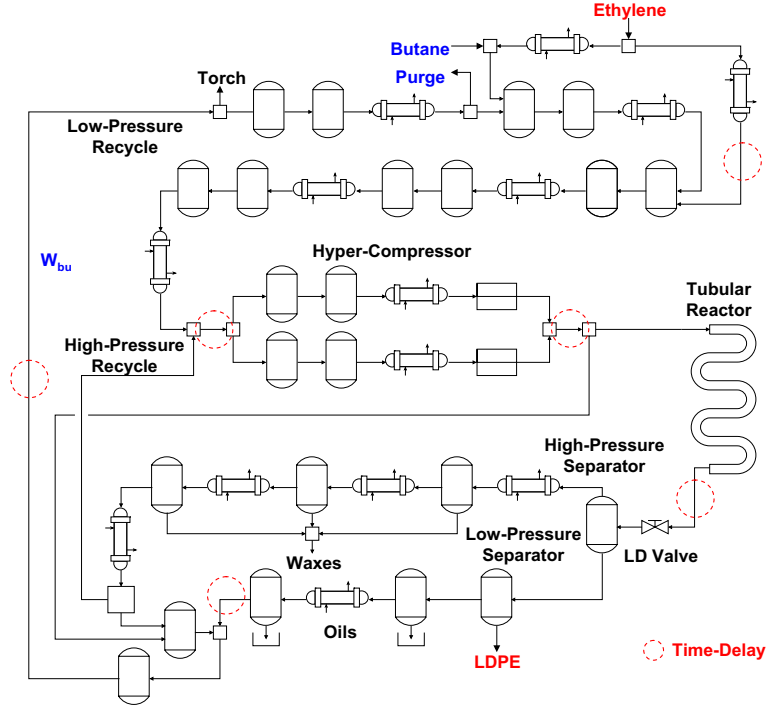 Ethylene
Butane
Purge
Torch
Low-Pressure
Recycle
W_bu
Hyper-Compressor
Tubular
Reactor
High-Pressure
Recycle
High-Pressure
Separator
Low-Pressure
Separator
LD Valve
Waxes
Oils
LDPE
Time-Delay